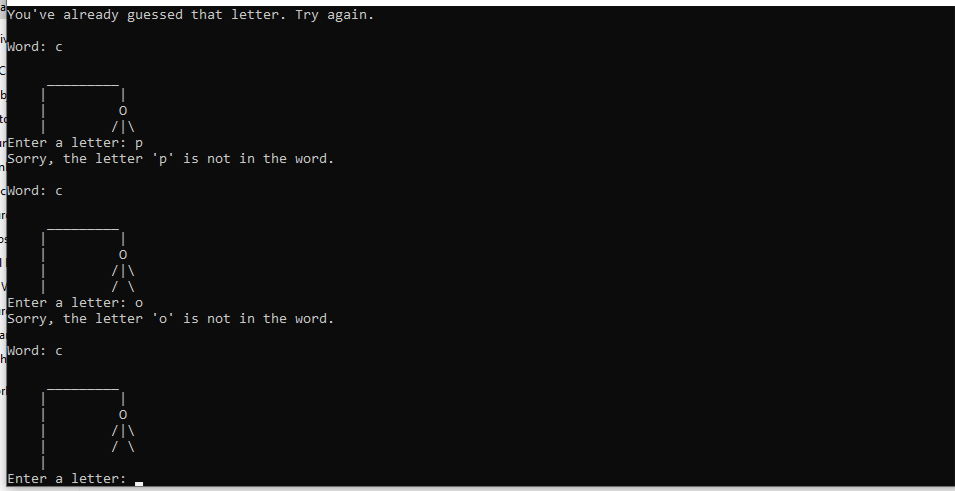 You've already guessed that letter. Try again.
Word: c
 _________
|         |
|         O
|        /|\
Enter a letter: p
Sorry, the letter 'p' is not in the word.
Word: c
 _________
|         |
|         O
|        /|\
|        / \
Enter a letter: o
Sorry, the letter 'o' is not in the word.
Word: c
 _________
|         |
|         O
|        /|\
|        / \
|
Enter a letter: